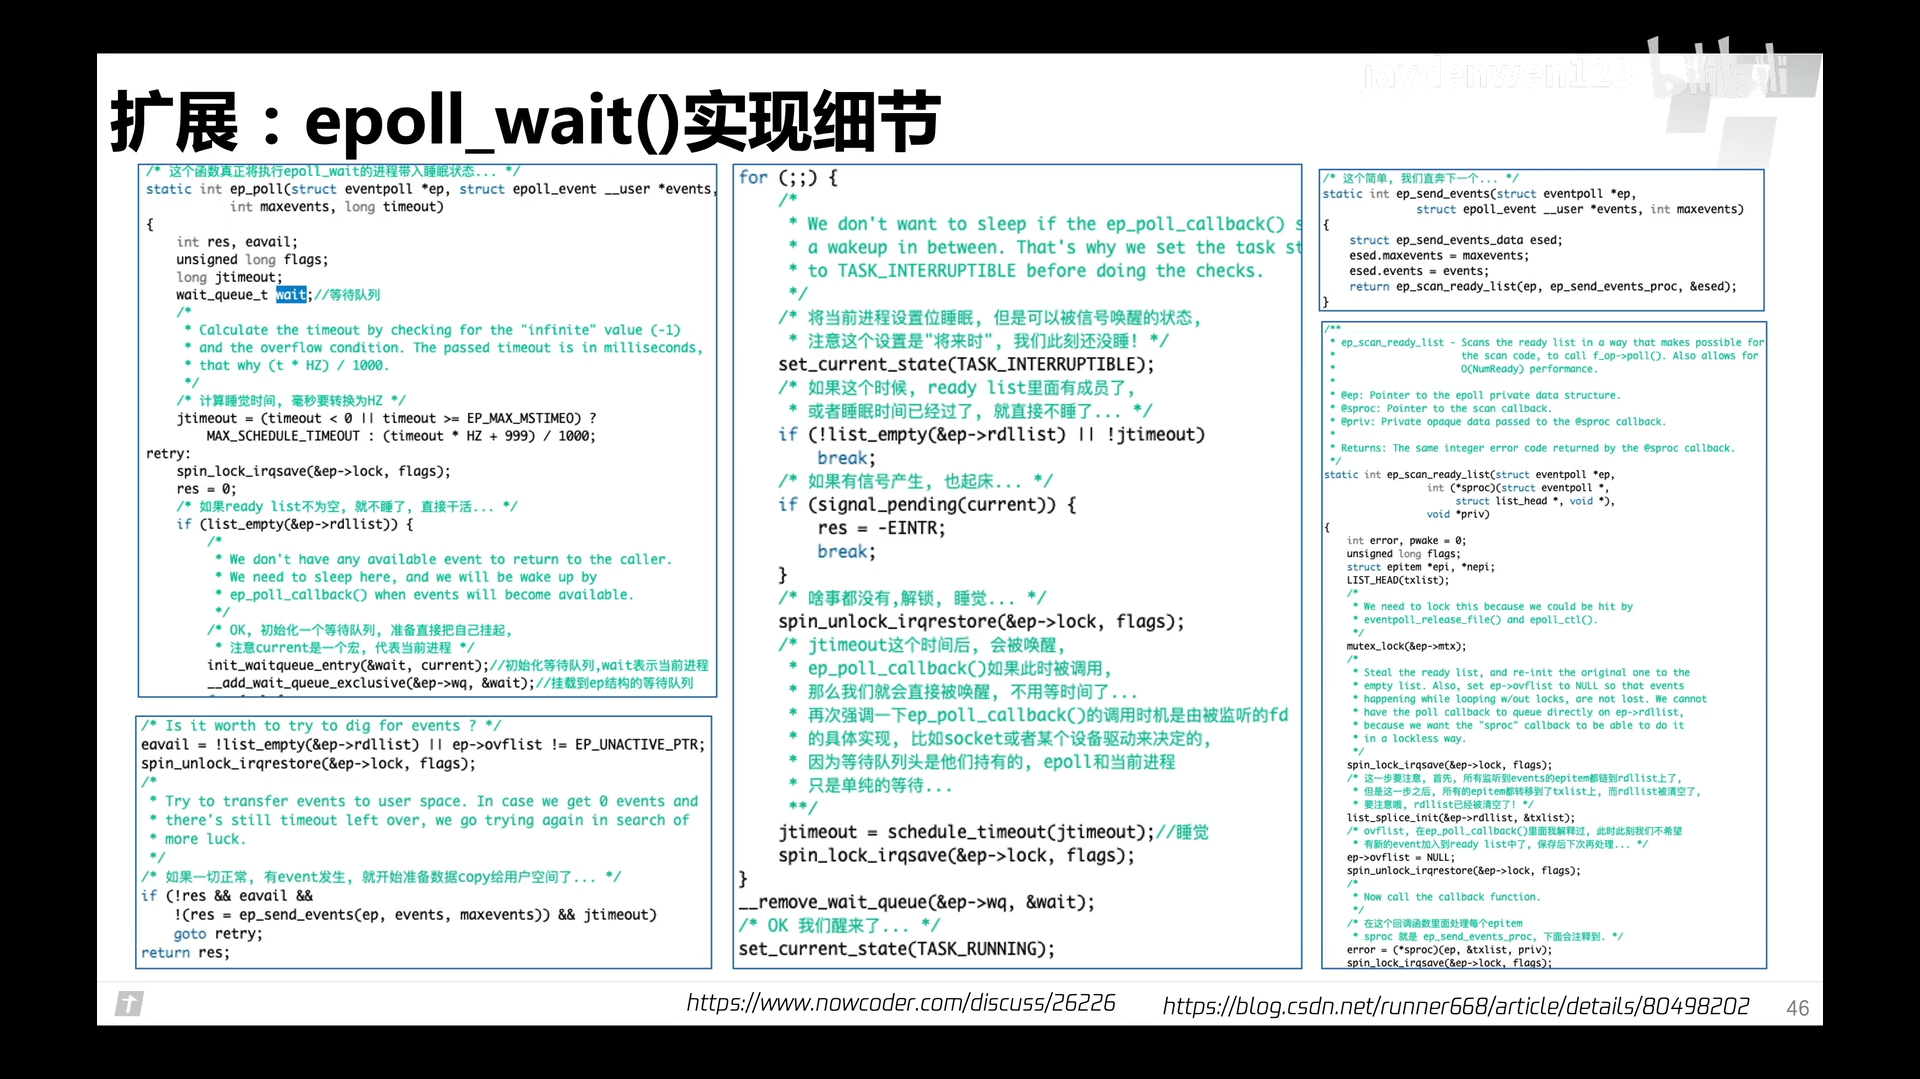 jaydenwen123 bilibili
扩展：epoll_wait()实现细节
/* 这个函数真正将执行epoll_wait的进程带入睡眠状态... */
static int ep_poll(struct eventpoll *ep, struct epoll_event __user *events,
int maxevents, long timeout)
{
int res, eavail;
unsigned long flags;
long jtimeout;
wait_queue_t wait;//等待队列
/*
* Calculate the timeout by checking for the "infinite" value (-1)
* and the overflow condition. The passed timeout is in milliseconds,
* that why (t * HZ) / 1000.
*/
/* 计算睡觉时间, 毫秒要转换为HZ */
jtimeout = (timeout < 0 || timeout >= EP_MAX_MSTIMEO) ?
MAX_SCHEDULE_TIMEOUT : (timeout * HZ + 999) / 1000;
retry:
spin_lock_irqsave(&ep->lock, flags);
res = 0;
/* 如果ready list不为空, 就不睡了, 直接干活... */
if (list_empty(&ep->rdllist)) {
/*
* We don't have any available event to return to the caller.
* We need to sleep here, and we will be wake up by
* ep_poll_callback() when events will become available.
*/
/* OK, 初始化一个等待队列, 准备直接把自己挂起,
* 注意current是一个宏, 代表当前进程 */
init_waitqueue_entry(&wait, current);//初始化等待队列,wait表示当前进程
__add_wait_queue_exclusive(&ep->wq, &wait);//挂载到ep结构的等待队列
/* Is it worth to try to dig for events ? */
eavail = !list_empty(&ep->rdllist) || ep->ovflist != EP_UNACTIVE_PTR;
spin_unlock_irqrestore(&ep->lock, flags);
/*
* Try to transfer events to user space. In case we get 0 events and
* there's still timeout left over, we go trying again in search of
* more luck.
*/
/* 如果一切正常, 有event发生, 就开始准备数据copy给用户空间了... */
if (!res && eavail &&
!(res = ep_send_events(ep, events, maxevents)) && jtimeout)
goto retry;
return res;
for (;;) {
/*
* We don't want to sleep if the ep_poll_callback() s
* a wakeup in between. That's why we set the task st
* to TASK_INTERRUPTIBLE before doing the checks.
*/
/* 将当前进程设置位睡眠, 但是可以被信号唤醒的状态,
* 注意这个设置是"将来时", 我们此刻还没睡! */
set_current_state(TASK_INTERRUPTIBLE);
/* 如果这个时候, ready list里面有成员了,
* 或者睡眠时间已经过了, 就直接不睡了... */
if (!list_empty(&ep->rdllist) || !jtimeout)
break;
/* 如果有信号产生, 也起床... */
if (signal_pending(current)) {
res = -EINTR;
break;
}
/* 啥事都没有,解锁, 睡觉... */
spin_unlock_irqrestore(&ep->lock, flags);
/* jtimeout这个时间后, 会被唤醒,
* ep_poll_callback()如果此时被调用,
* 那么我们就会直接被唤醒, 不用等时间了...
* 再次强调一下ep_poll_callback()的调用时机是由被监听的fd
* 的具体实现, 比如socket或者某个设备驱动来决定的,
* 因为等待队列头是他们持有的, epoll和当前进程
* 只是单纯的等待...
**/
jtimeout = schedule_timeout(jtimeout);//睡觉
spin_lock_irqsave(&ep->lock, flags);
}
__remove_wait_queue(&ep->wq, &wait);
/* OK 我们醒来了... */
set_current_state(TASK_RUNNING);
/* 这个简单, 我们直奔下一个... */
static int ep_send_events(struct eventpoll *ep,
struct epoll_event __user *events, int maxevents)
{
struct ep_send_events_data esed;
esed.maxevents = maxevents;
esed.events = events;
return ep_scan_ready_list(ep, ep_send_events_proc, &esed);
}
/**
* ep_scan_ready_list - Scans the ready list in a way that makes possible for
* the scan code, to call f_op->poll(). Also allows for
* O(NumReady) performance.
*
* @ep: Pointer to the epoll private data structure.
* @sproc: Pointer to the scan callback.
* @priv: Private opaque data passed to the @sproc callback.
*
* Returns: The same integer error code returned by the @sproc callback.
*/
static int ep_scan_ready_list(struct eventpoll *ep,
int (*sproc)(struct eventpoll *,
struct list_head *, void *),
void *priv)
{
int error, pwake = 0;
unsigned long flags;
struct epitem *epi, *nepi;
LIST_HEAD(txlist);
/*
* We need to lock this because we could be hit by
* eventpoll_release_file() and epoll_ctl().
*/
mutex_lock(&ep->mtx);
/*
* Steal the ready list, and re-init the original one to the
* empty list. Also, set ep->ovflist to NULL so that events
* happening while looping w/out locks, are not lost. We cannot
* have the poll callback to queue directly on ep->rdllist,
* because we want the "sproc" callback to be able to do it
* in a lockless way.
*/
spin_lock_irqsave(&ep->lock, flags);
/* 这一步要注意, 首先, 所有监听到events的epitem都链到rdllist上了,
* 但是这一步之后, 所有的epitem都转移到了txlist上, 而rdllist被清空了,
* 要注意哦, rdllist已经被清空了! */
list_splice_init(&ep->rdllist, &txlist);
/* ovflist, 在ep_poll_callback()里面我解释过, 此时此刻我们不希望
* 有新的event加入到ready list中了, 保存后下次再处理... */
ep->ovflist = NULL;
spin_unlock_irqrestore(&ep->lock, flags);
/*
* Now call the callback function.
*/
/* 在这个回调函数里面处理每个epitem
* sproc 就是 ep_send_events_proc, 下面会注释到. */
error = (*sproc)(ep, &txlist, priv);
spin_lock_irqsave(&ep->lock, flags);
https://www.nowcoder.com/discuss/26226
https://blog.csdn.net/runner668/article/details/80498202
46